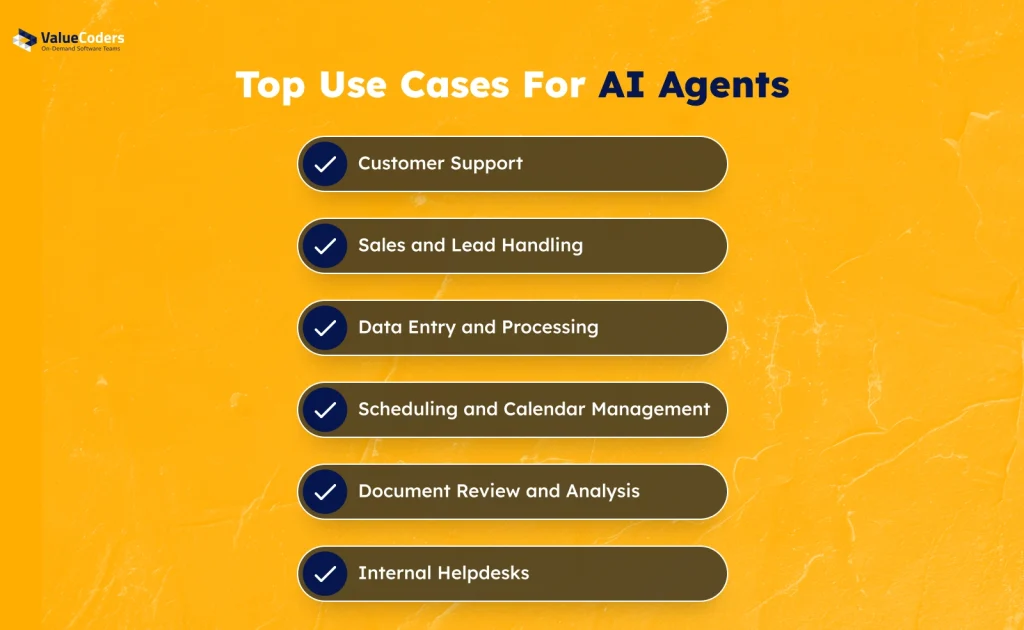 ValueCoders
On-Demand Software Teams
Top Use Cases For AI Agents
Customer Support
Sales and Lead Handling
Data Entry and Processing
Scheduling and Calendar Management
Document Review and Analysis
Internal Helpdesks